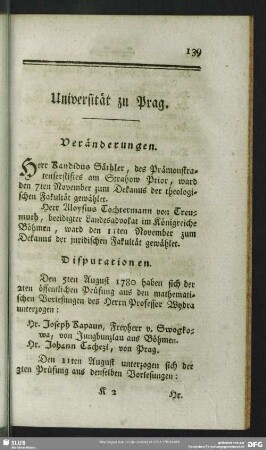 139
Universität zu Prag.
Veränderungen.
Herr Kandidus Sächler, des Prämonstra-
tenserstiftes am Strahow Prior, ward
den 7ten November zum Dekanus der theologi-
schen Fakultät gewählet.
Herr Aloysius Tochtermann von Treu-
muth, beeidigter Landesadvokat im Königreich
Böhmen, ward den 11ten November zum
Dekanus der juridischen Fakultät gewählet.
Disputationen.
Den 5ten August 1780 haben sich der
2ten öffentlichen Prüfung aus den mathemati-
schen Vorlesungen des Herrn Professor Wydra
unterzogen:
Hr. Joseph Kapaun, Freyherr v. Swogko-
wa, von Jungbunzlau aus Böhmen.
Hr. Johann Cachezi, von Prag.
Den 11ten August unterzogen sich der
3ten Prüfung aus denselben Vorlesungen:
K 2
Hr.
SLUB